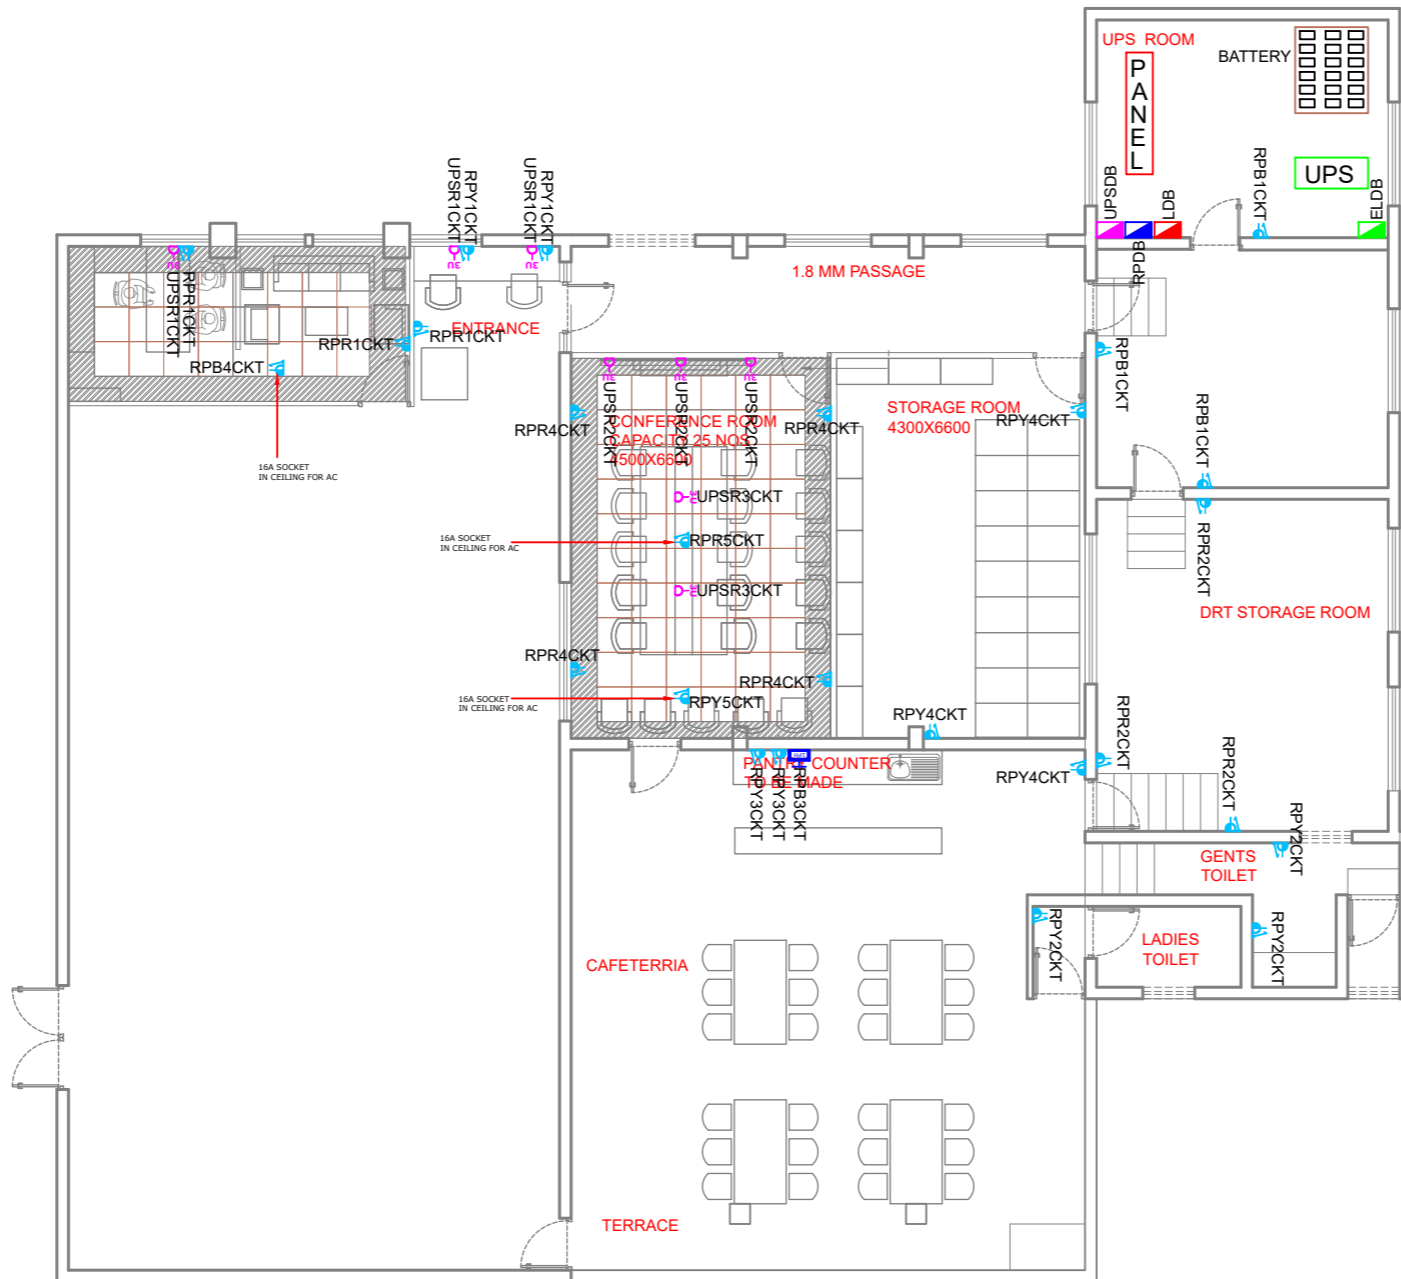 UPS ROOM
BATTERY
PANEL
UPS
UPSDB
RPDB
LDB
RPB1CKT
ELDB
UPSR1CKT
RPY1CKT
UPSR1CKT
RPY1CKT
1.8 MM PASSAGE
UPSR1CKT
RPR1CKT
RPR1CKT
ENTRANCE
RPR1CKT
RPB4CKT
16A SOCKET
IN CEILING FOR AC
RPB1CKT
UPSR2CKT
UPSR2CKT
UPSR2CKT
CONFERENCE ROOM
CAPACITY 25 NOS
4500X6600
RPR4CKT
RPR4CKT
STORAGE ROOM
4300X6600
RPY4CKT
RPB1CKT
UPSR3CKT
16A SOCKET
IN CEILING FOR AC
RPR5CKT
RPR2CKT
UPSR3CKT
DRT STORAGE ROOM
RPR4CKT
RPR4CKT
16A SOCKET
IN CEILING FOR AC
RPY5CKT
RPY4CKT
PANTRY COUNTER
TO BE MADE
RPY3CKT
RPY3CKT
RPB3CKT
RPY4CKT
RPR2CKT
RPR2CKT
RPY2CKT
GENTS
TOILET
RPY2CKT
LADIES
TOILET
RPY2CKT
CAFETERRIA
TERRACE